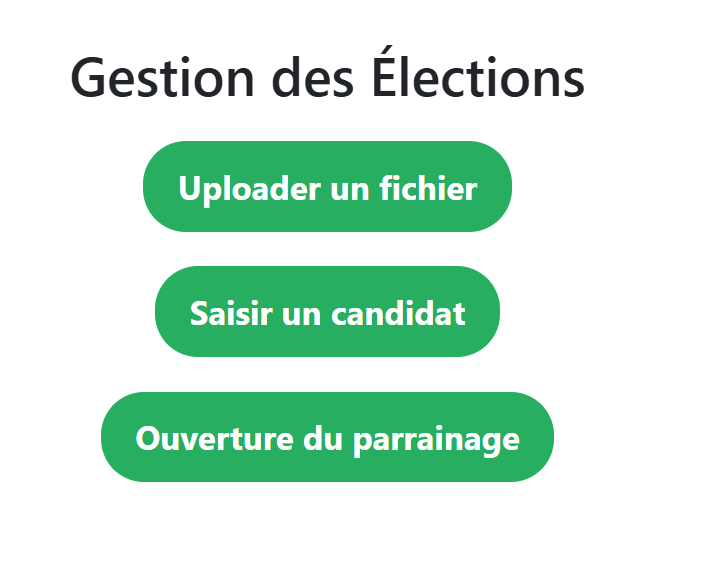 Gestion des Élections
Uploader un fichier
Saisir un candidat
Ouverture du parrainage